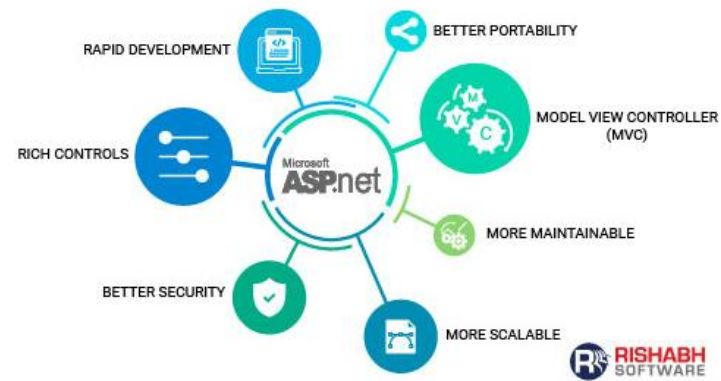 RAPID DEVELOPMENT
BETTER PORTABILITY
M
V
C
MODEL VIEW CONTROLLER
(MVC)
RICH CONTROLS
Microsoft
ASP.net
MORE MAINTAINABLE
BETTER SECURITY
MORE SCALABLE
R
RISHABH
SOFTWARE